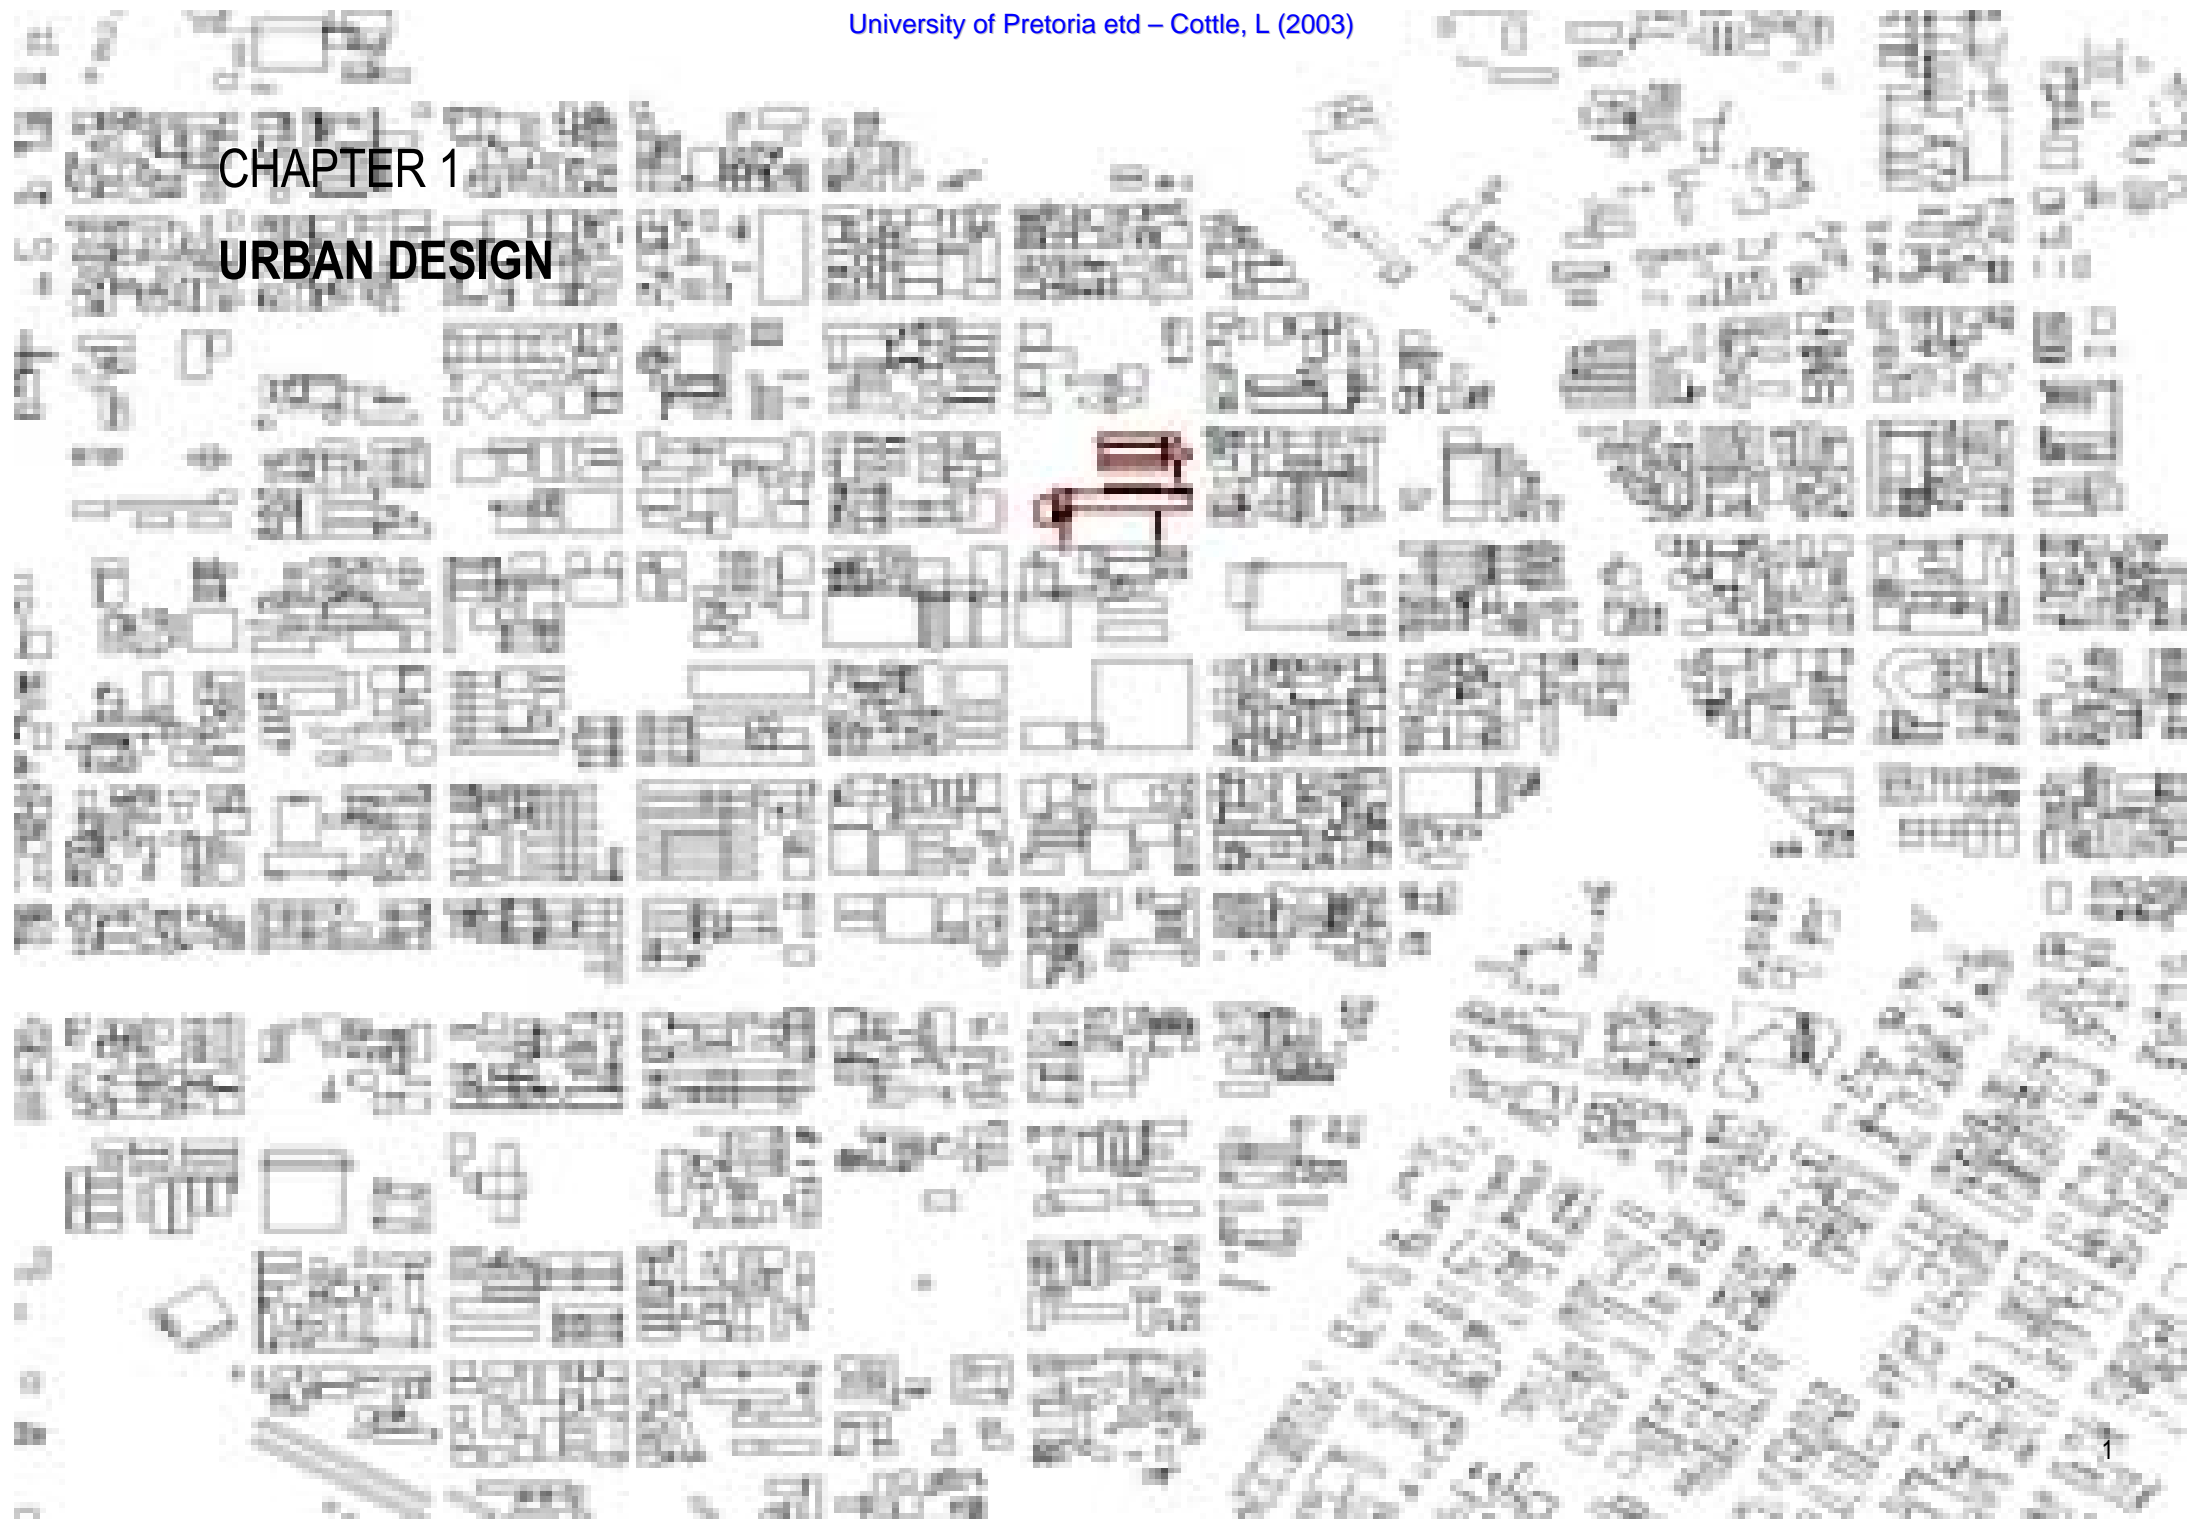 University of Pretoria etd – Cottle, L (2003)
CHAPTER 1
URBAN DESIGN
1